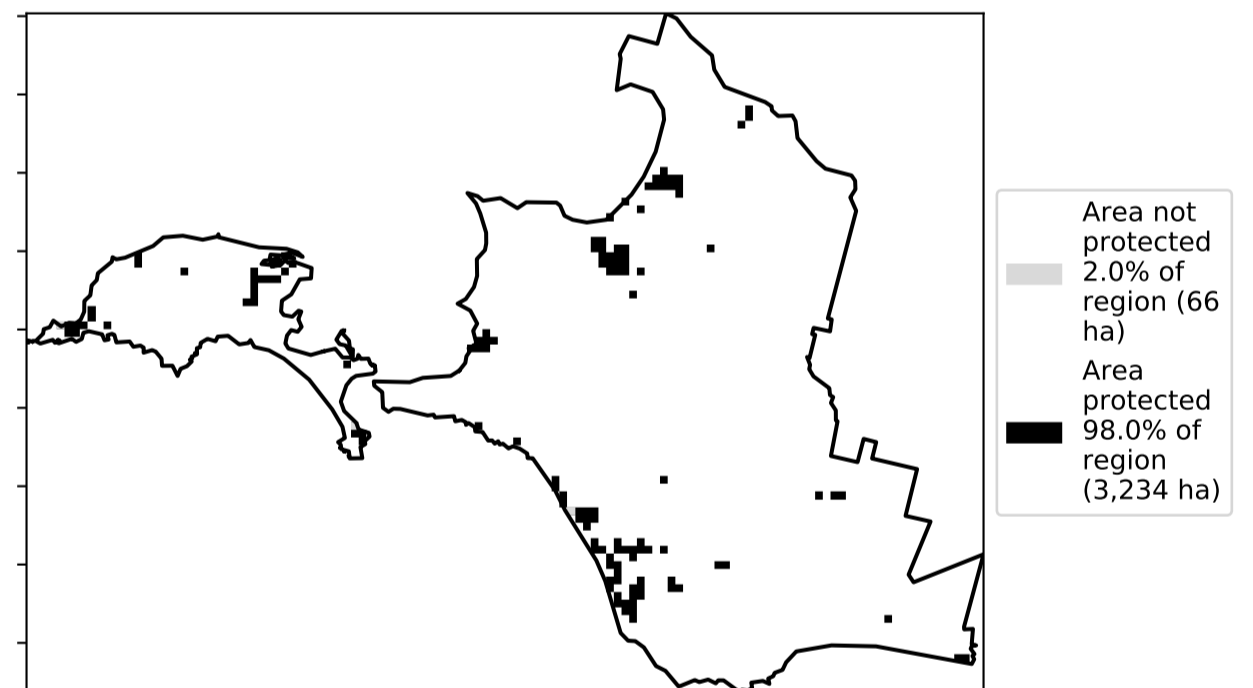 Area not
protected
2.0% of
region (66
ha)
Area
protected
98.0% of
region
(3,234 ha)